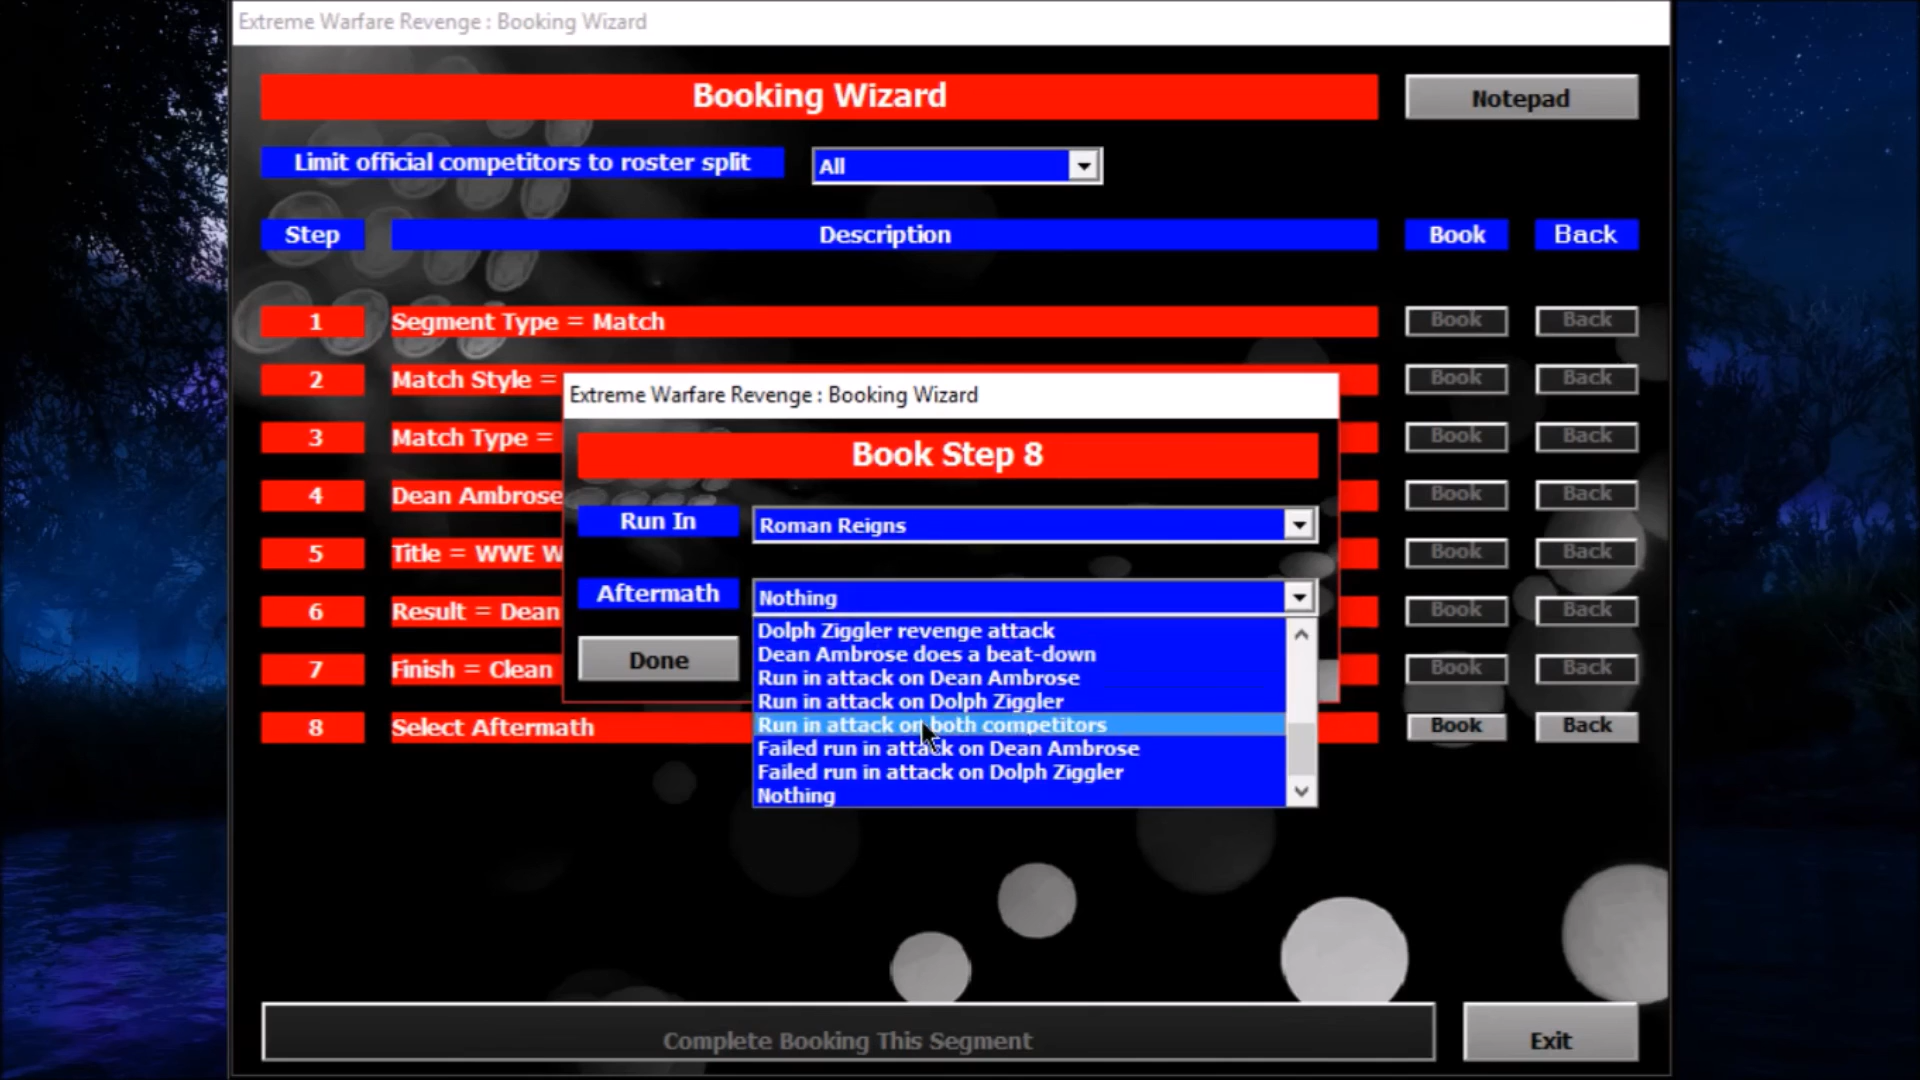 Extreme Warfare Revenge : Booking Wizard
Booking Wizard
Notepad
Limit official competitors to roster split
All
Step
Description
Book
Back
1
Segment Type = Match
Book
Back
2
Match Style =
Book
Back
3
Match Type =
Book
Back
4
Dean Ambrose
Book
Back
5
Title = WWE W
Book
Back
6
Result = Dean
Book
Back
7
Finish = Clean
Book
Back
8
Select Aftermath
Book
Back
Extreme Warfare Revenge : Booking Wizard
Book Step 8
Run In
Roman Reigns
Aftermath
Nothing
Done
Dolph Ziggler revenge attack
Dean Ambrose does a beat-down
Run in attack on Dean Ambrose
Run in attack on Dolph Ziggler
Run in attack on both competitors
Failed run in attack on Dean Ambrose
Failed run in attack on Dolph Ziggler
Nothing
Complete Booking This Segment
Exit